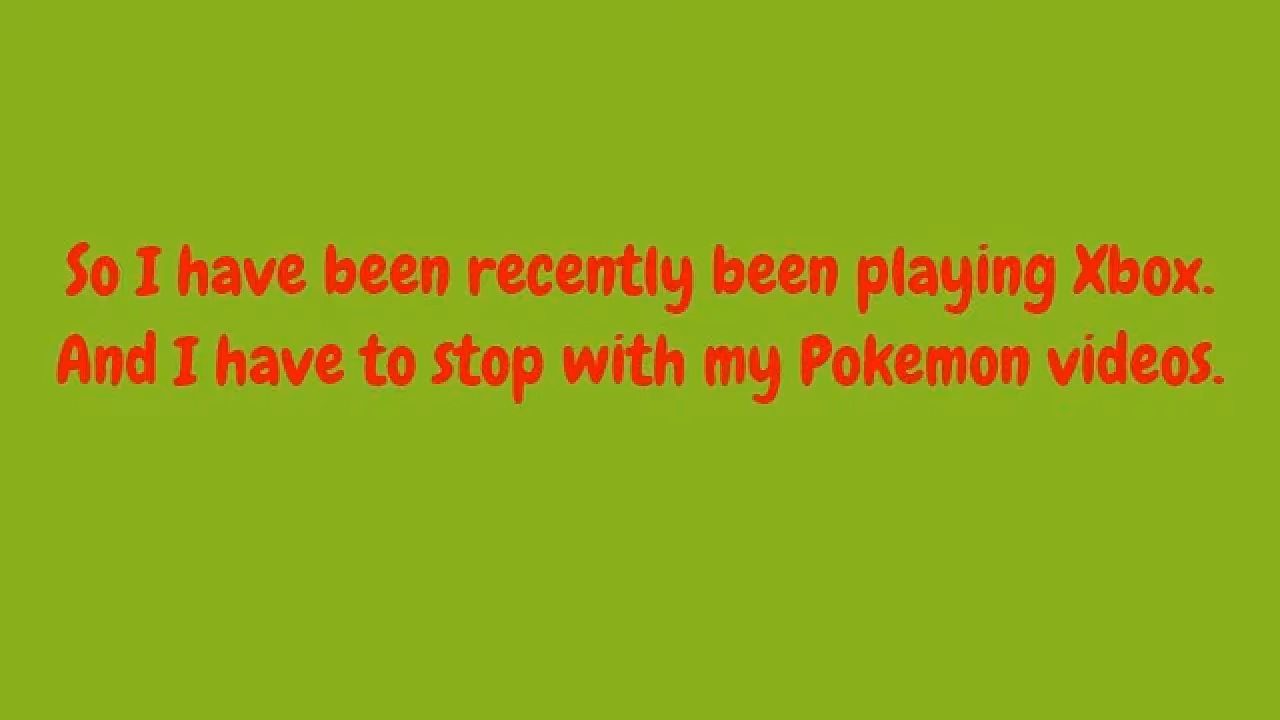 So I have been recently been playing Xbox.
And I have to stop with my Pokemon videos.